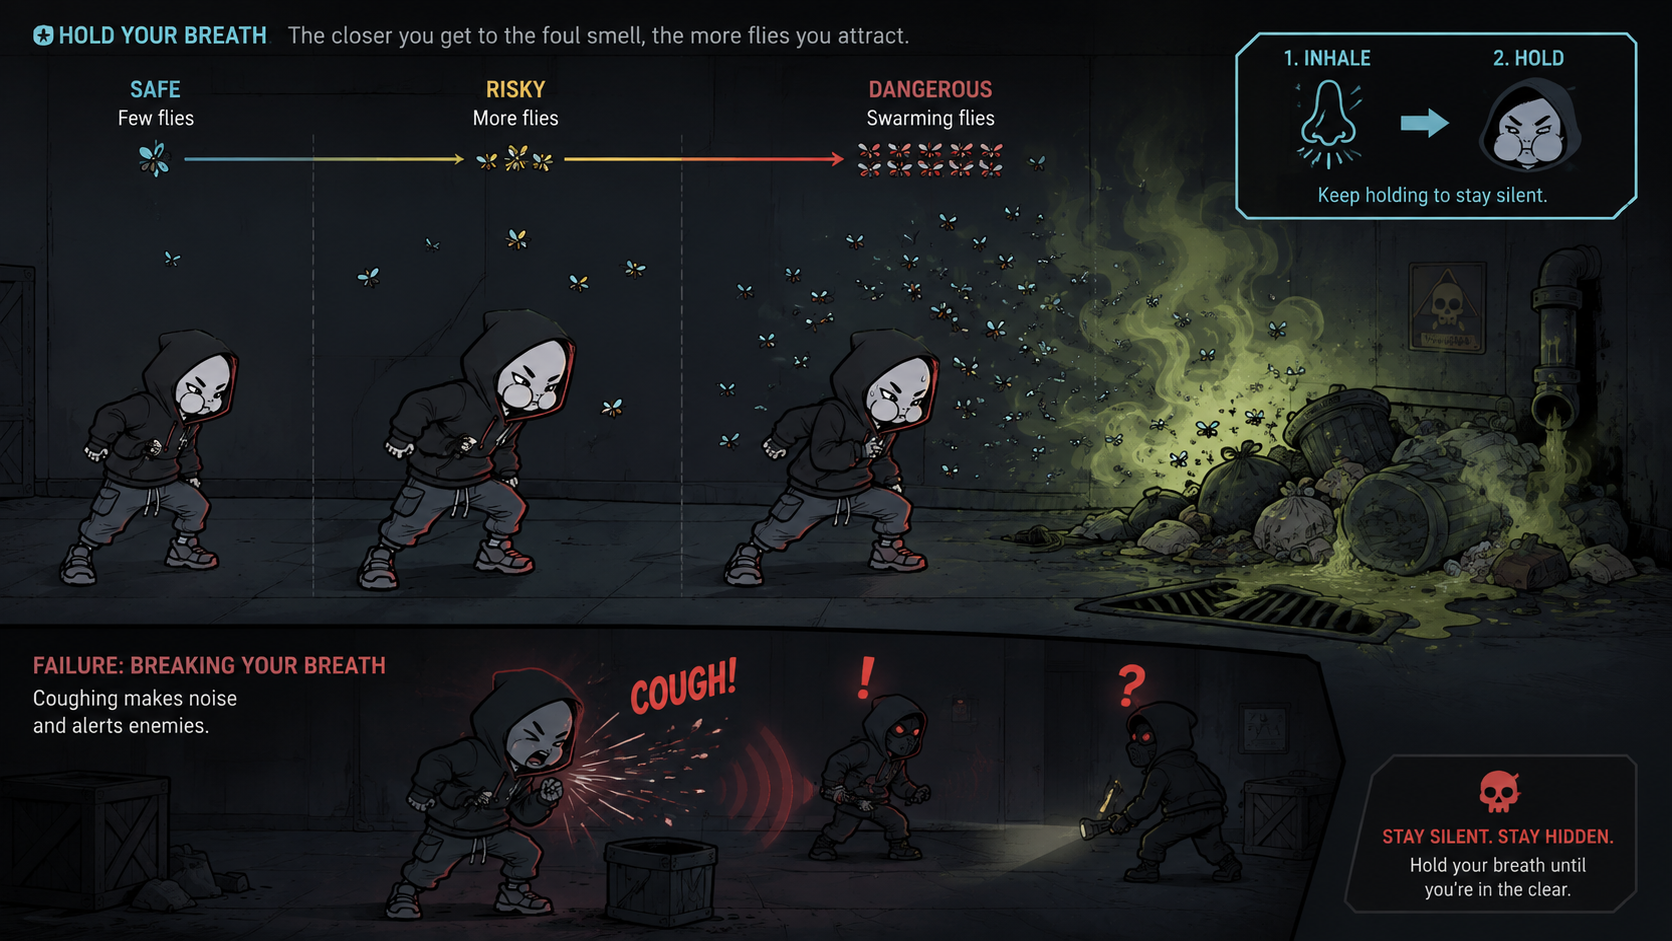 HOLD YOUR BREATH The closer you get to the foul smell, the more flies you attract.
SAFE
Few flies
RISKY
More flies
DANGEROUS
Swarming flies
1. INHALE
2. HOLD
Keep holding to stay silent.
FAILURE: BREAKING YOUR BREATH
Coughing makes noise
and alerts enemies.
COUGH!
!
?
STAY SILENT. STAY HIDDEN.
Hold your breath until
you're in the clear.